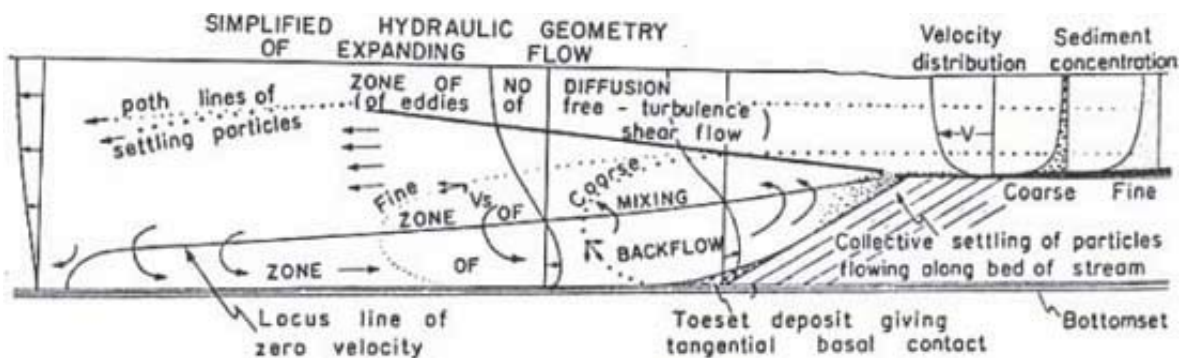 SIMPLIFIED HYDRAULIC GEOMETRY
OF EXPANDING FLOW
Velocity
distribution
Sediment
concentration
ZONE OF NO DIFFUSION
(of eddies of free - turbulence
shear flow)
path lines of
settling particles
V
Fine
Vs
Coarse
ZONE OF MIXING
Coarse Fine
BACKFLOW
ZONE OF
Collective settling of particles
flowing along bed of stream
Locus line of
zero velocity
Toeset deposit giving
tangential basal contact
Bottomset